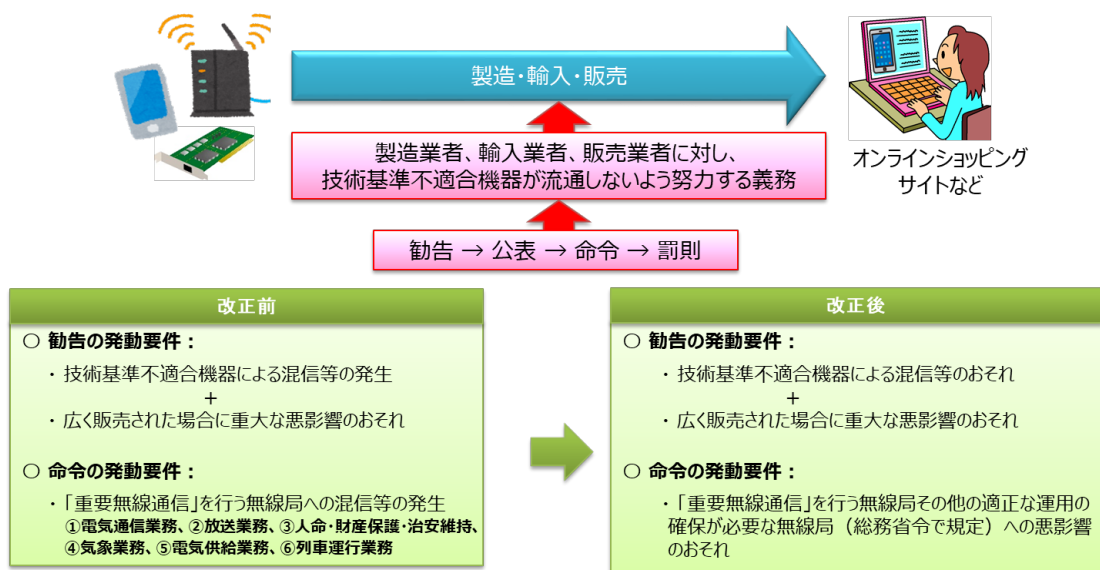 製造・輸入・販売
製造業者、輸入業者、販売業者に対し、
技術基準不適合機器が流通しないよう努力する義務
オンラインショッピング
サイトなど
勧告 → 公表 → 命令 → 罰則
改正前
○ 勧告の発動要件：
・技術基準不適合機器による混信等の発生
+
・広く販売された場合に重大な悪影響のおそれ
○ 命令の発動要件：
・「重要無線通信」を行う無線局への混信等の発生
①電気通信業務、②放送業務、③人命・財産保護・治安維持、
④気象業務、⑤電気供給業務、⑥列車運行業務
改正後
○ 勧告の発動要件：
・技術基準不適合機器による混信等のおそれ
+
・広く販売された場合に重大な悪影響のおそれ
○ 命令の発動要件：
・「重要無線通信」を行う無線局その他の適正な運用の
確保が必要な無線局（総務省令で規定）への悪影響
のおそれ